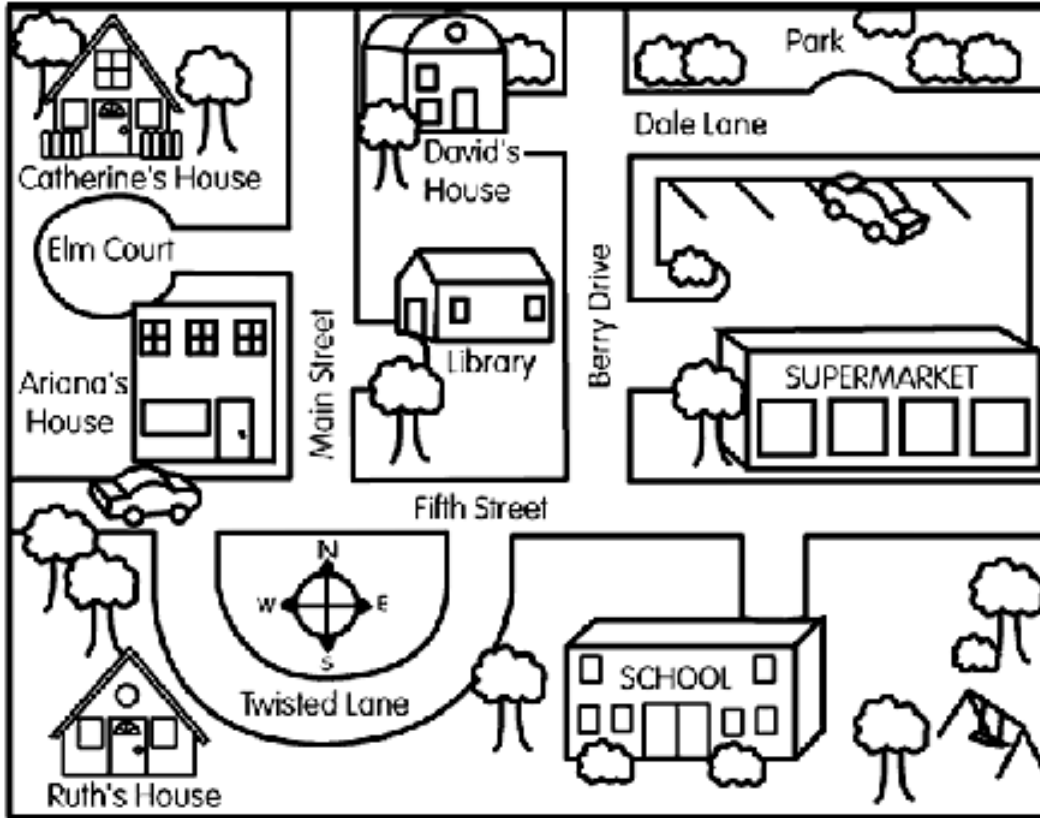 Park
Dale Lane
David's
House
Catherine's House
Elm Court
Berry Drive
Main Street
Library
Ariana's
House
SUPERMARKET
Fifth Street
N
W
E
S
SCHOOL
Twisted Lane
Ruth's House